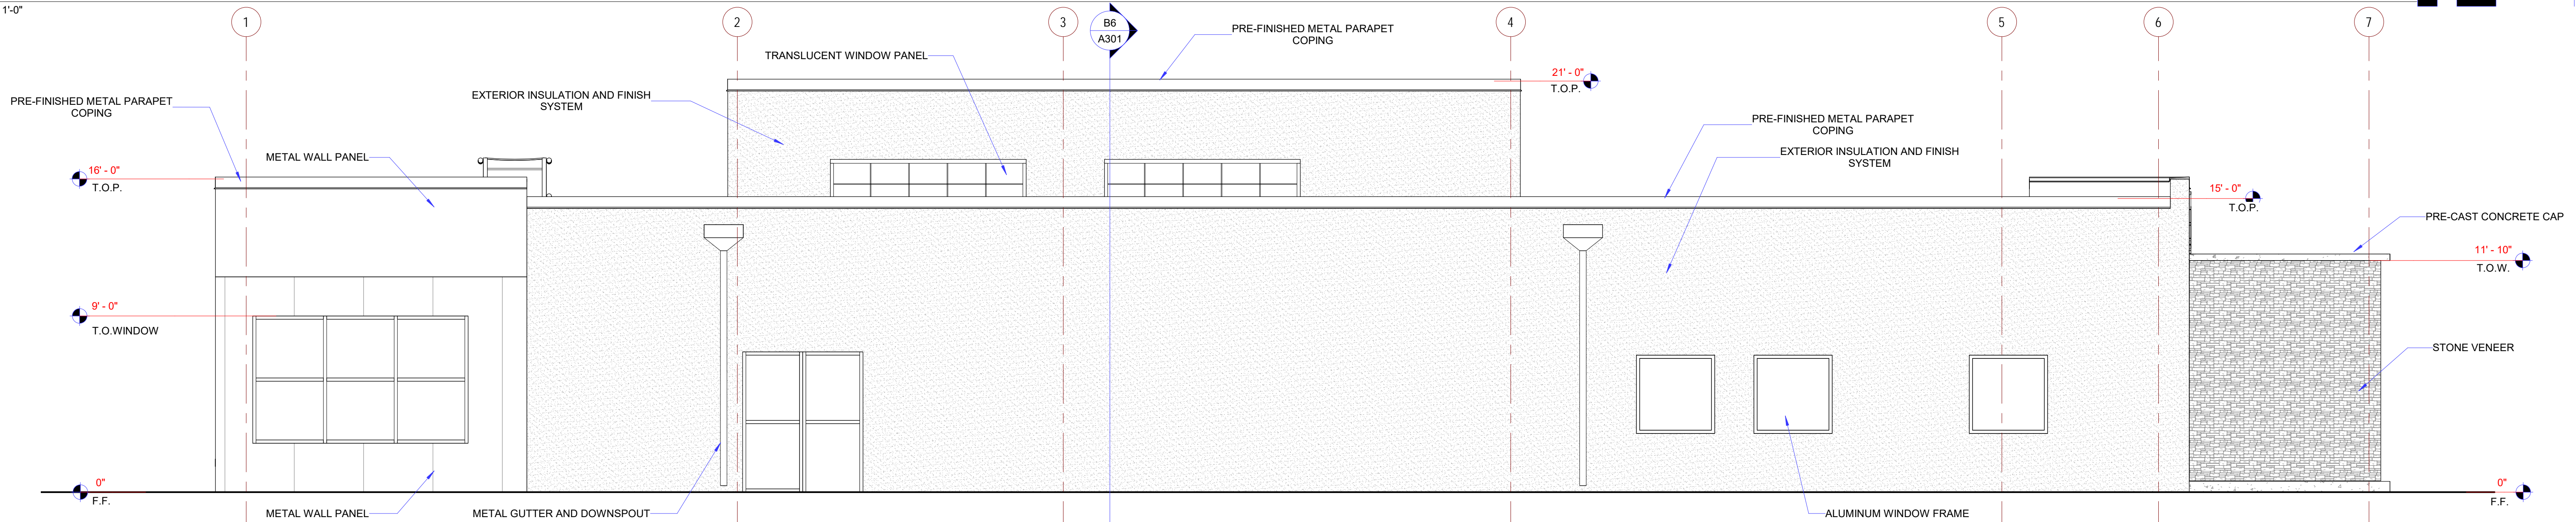 1'-0"
1
2
3
B6
A301
4
5
6
7
PRE-FINISHED METAL PARAPET
COPING
TRANSLUCENT WINDOW PANEL
21' - 0"
T.O.P.
EXTERIOR INSULATION AND FINISH
SYSTEM
PRE-FINISHED METAL PARAPET
COPING
PRE-FINISHED METAL PARAPET
COPING
METAL WALL PANEL
EXTERIOR INSULATION AND FINISH
SYSTEM
16' - 0"
T.O.P.
15' - 0"
T.O.P.
PRE-CAST CONCRETE CAP
11' - 10"
T.O.W.
9' - 0"
T.O.WINDOW
STONE VENEER
0"
F.F.
0"
F.F.
METAL WALL PANEL
METAL GUTTER AND DOWNSPOUT
ALUMINUM WINDOW FRAME